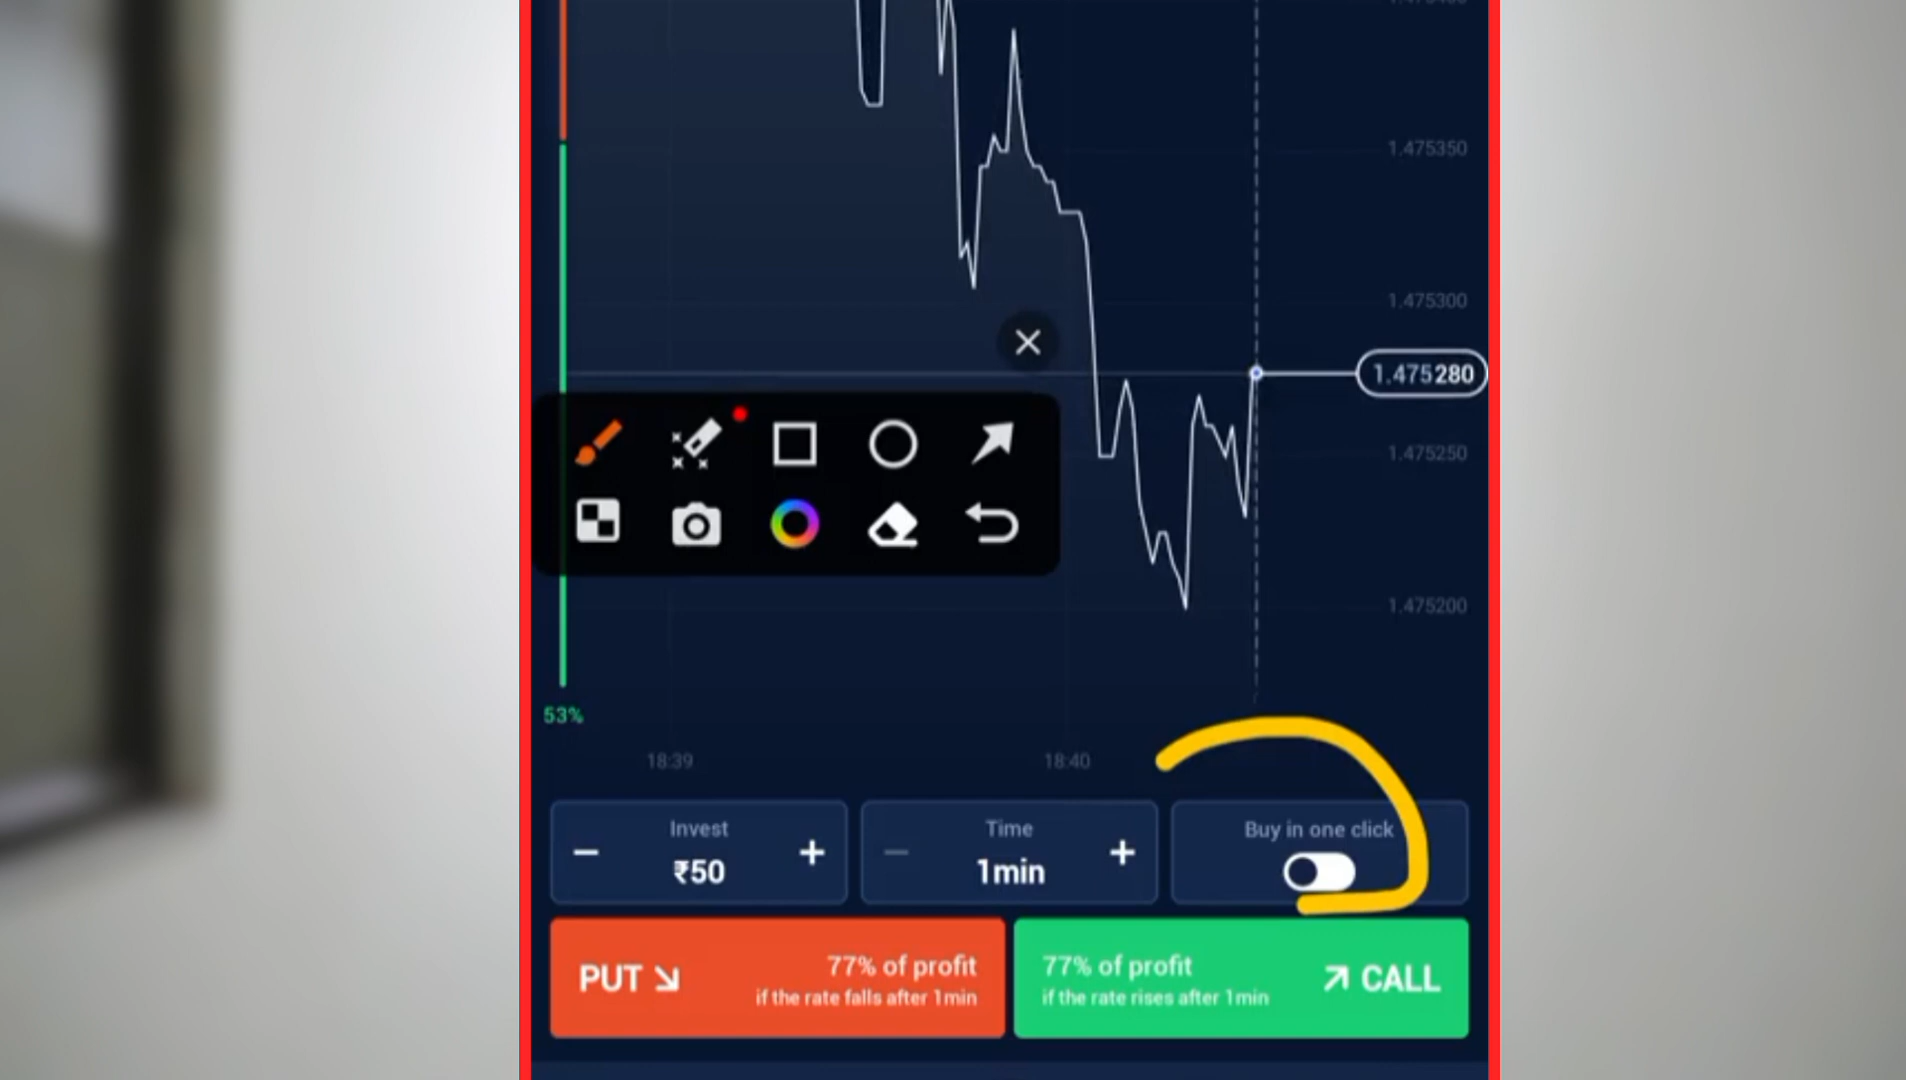 1.475350
1.475300
1.475280
1.475250
1.475200
53%
18:39
18:40
Invest
₹50
Time
1min
Buy in one click
PUT
77% of profit
if the rate falls after 1min
77% of profit
if the rate rises after 1min
CALL